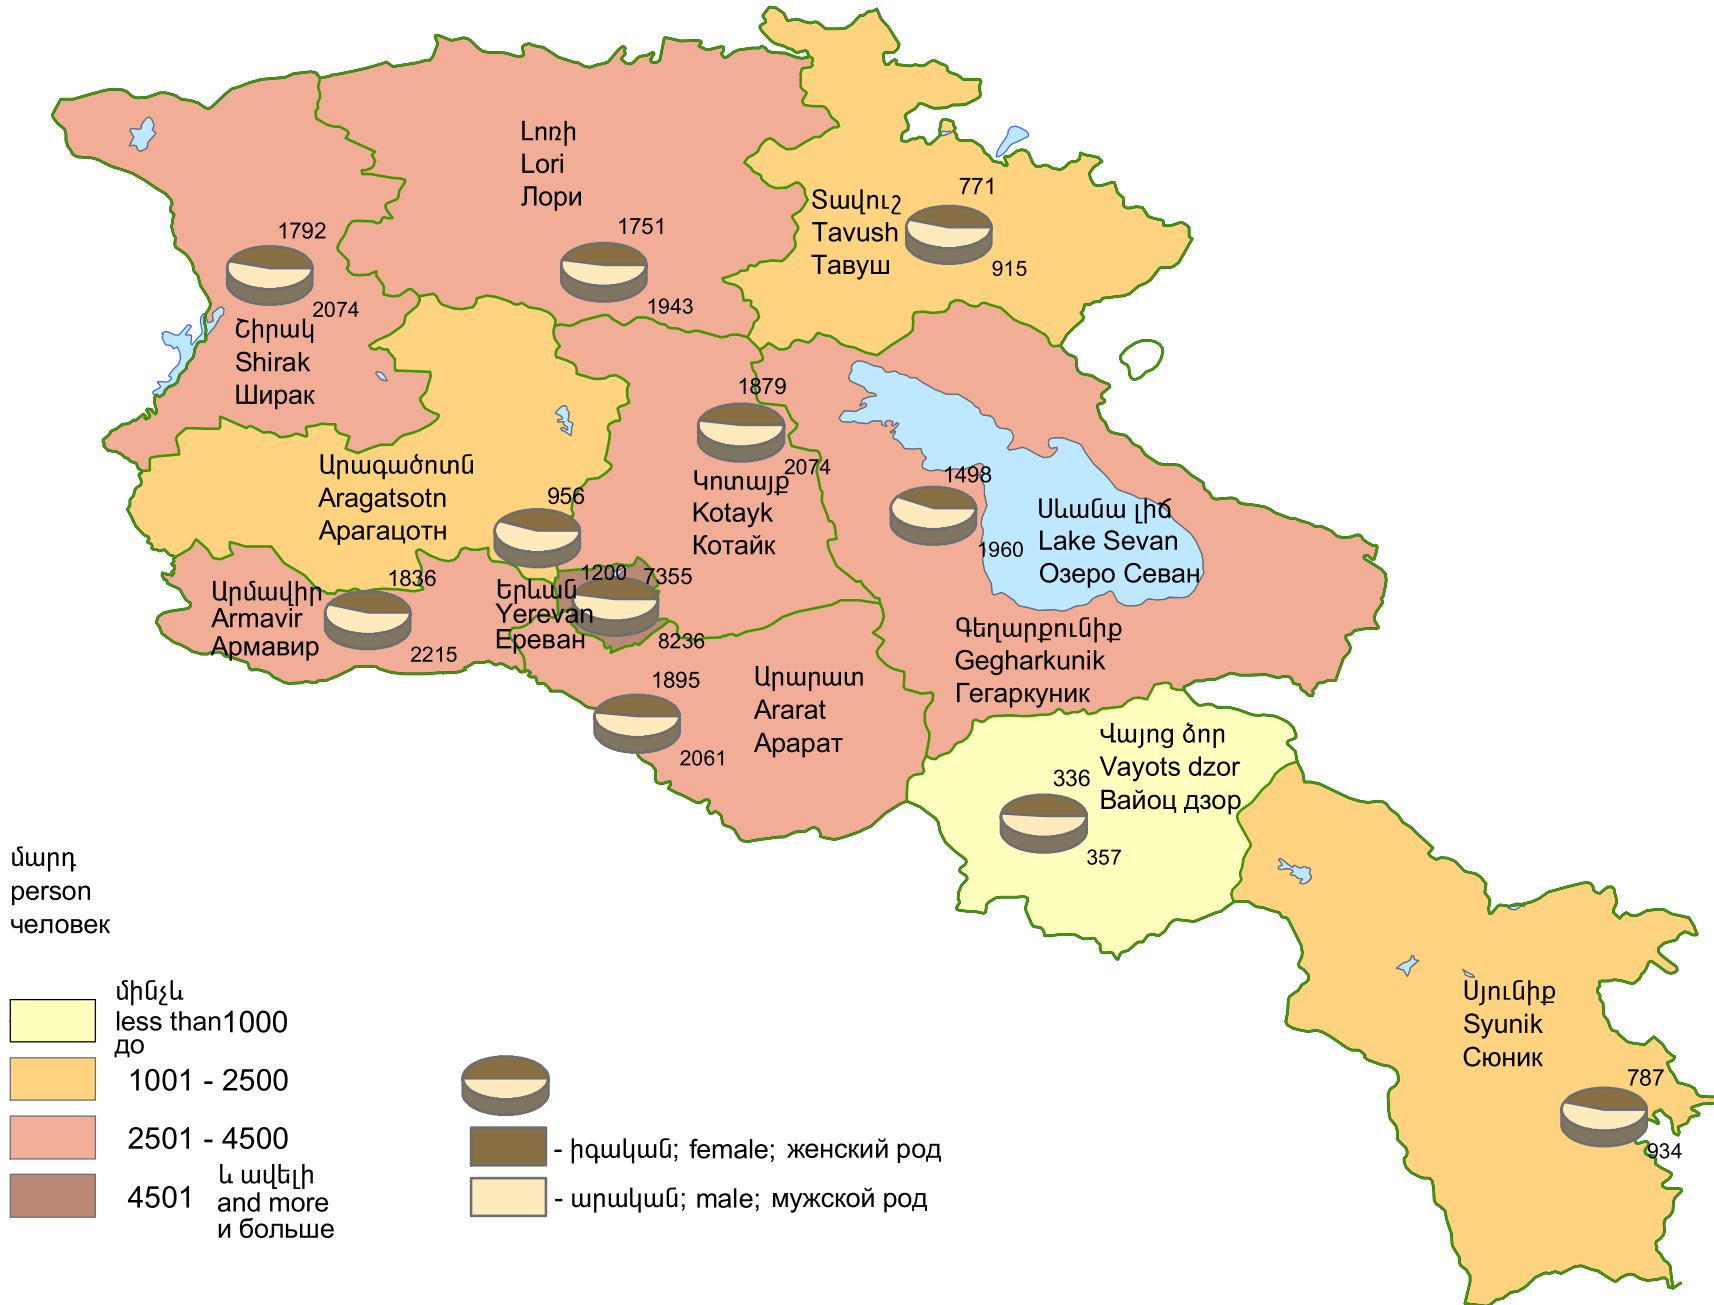 Լոռի
Lori
Лори
1751
1943
1792
2074
Շիրակ
Shirak
Ширак
771
Տավուշ
Tavush
Тавуш
915
1879
2074
Կոտայք
Kotayk
Котайк
Արագածոտն
Aragatsotn
Арагацотн
956
1200
1498
1960
Սևանա լիճ
Lake Sevan
Озеро Севан
Գեղարքունիք
Gegharkunik
Гегаркуник
1836
Արմավիր
Armavir
Армавир
2215
Երևան
Yerevan
Ереван
7355
8236
1895
2061
Արարատ
Ararat
Арарат
Վայոց ձոր
Vayots dzor
Вайоц дзор
336
357
Սյունիք
Syunik
Сюник
787
934
մարդ
person
человек
մինչև
less than 1000
до
1001 - 2500
2501 - 4500
4501
և ավելի
and more
и больше
- իգական; female; женский род
- արական; male; мужской род